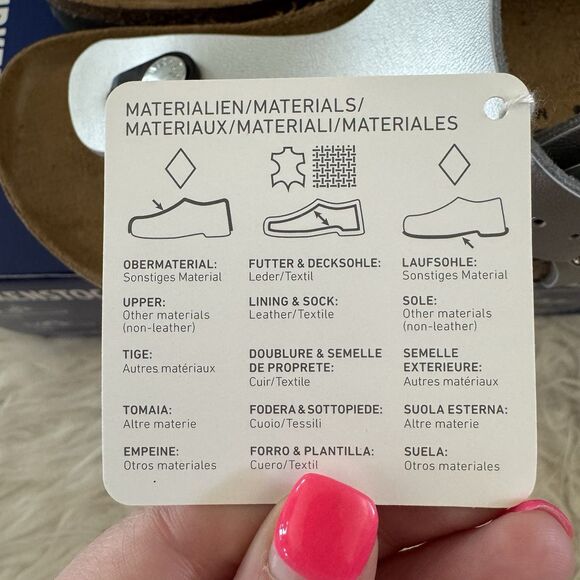 MATERIALIEN/MATERIALS/
MATERIAUX/MATERIALI/MATERIALES
OBERMATERIAL:
Sonstiges Material
UPPER:
Other materials
(non-leather)
TIGE:
Autres matériaux
TOMAIA:
Altre materie
EMPEINE:
Otros materiales
FUTTER & DECKSOHLE:
Leder/Textil
LINING & SOCK:
Leather/Textile
DOUBLURE & SEMELLE
DE PROPRETE:
Cuir/Textile
FODERA & SOTTOPIEDE:
Cuoio/Tessili
FORRO & PLANTILLA:
Cuero/Textil
LAUFSOHLE:
Sonstiges Material
SOLE:
Other materials
(non-leather)
SEMELLE
EXTERIEURE:
Autres matériaux
SUOLA ESTERNA:
Altre materie
SUELA:
Otros materiales